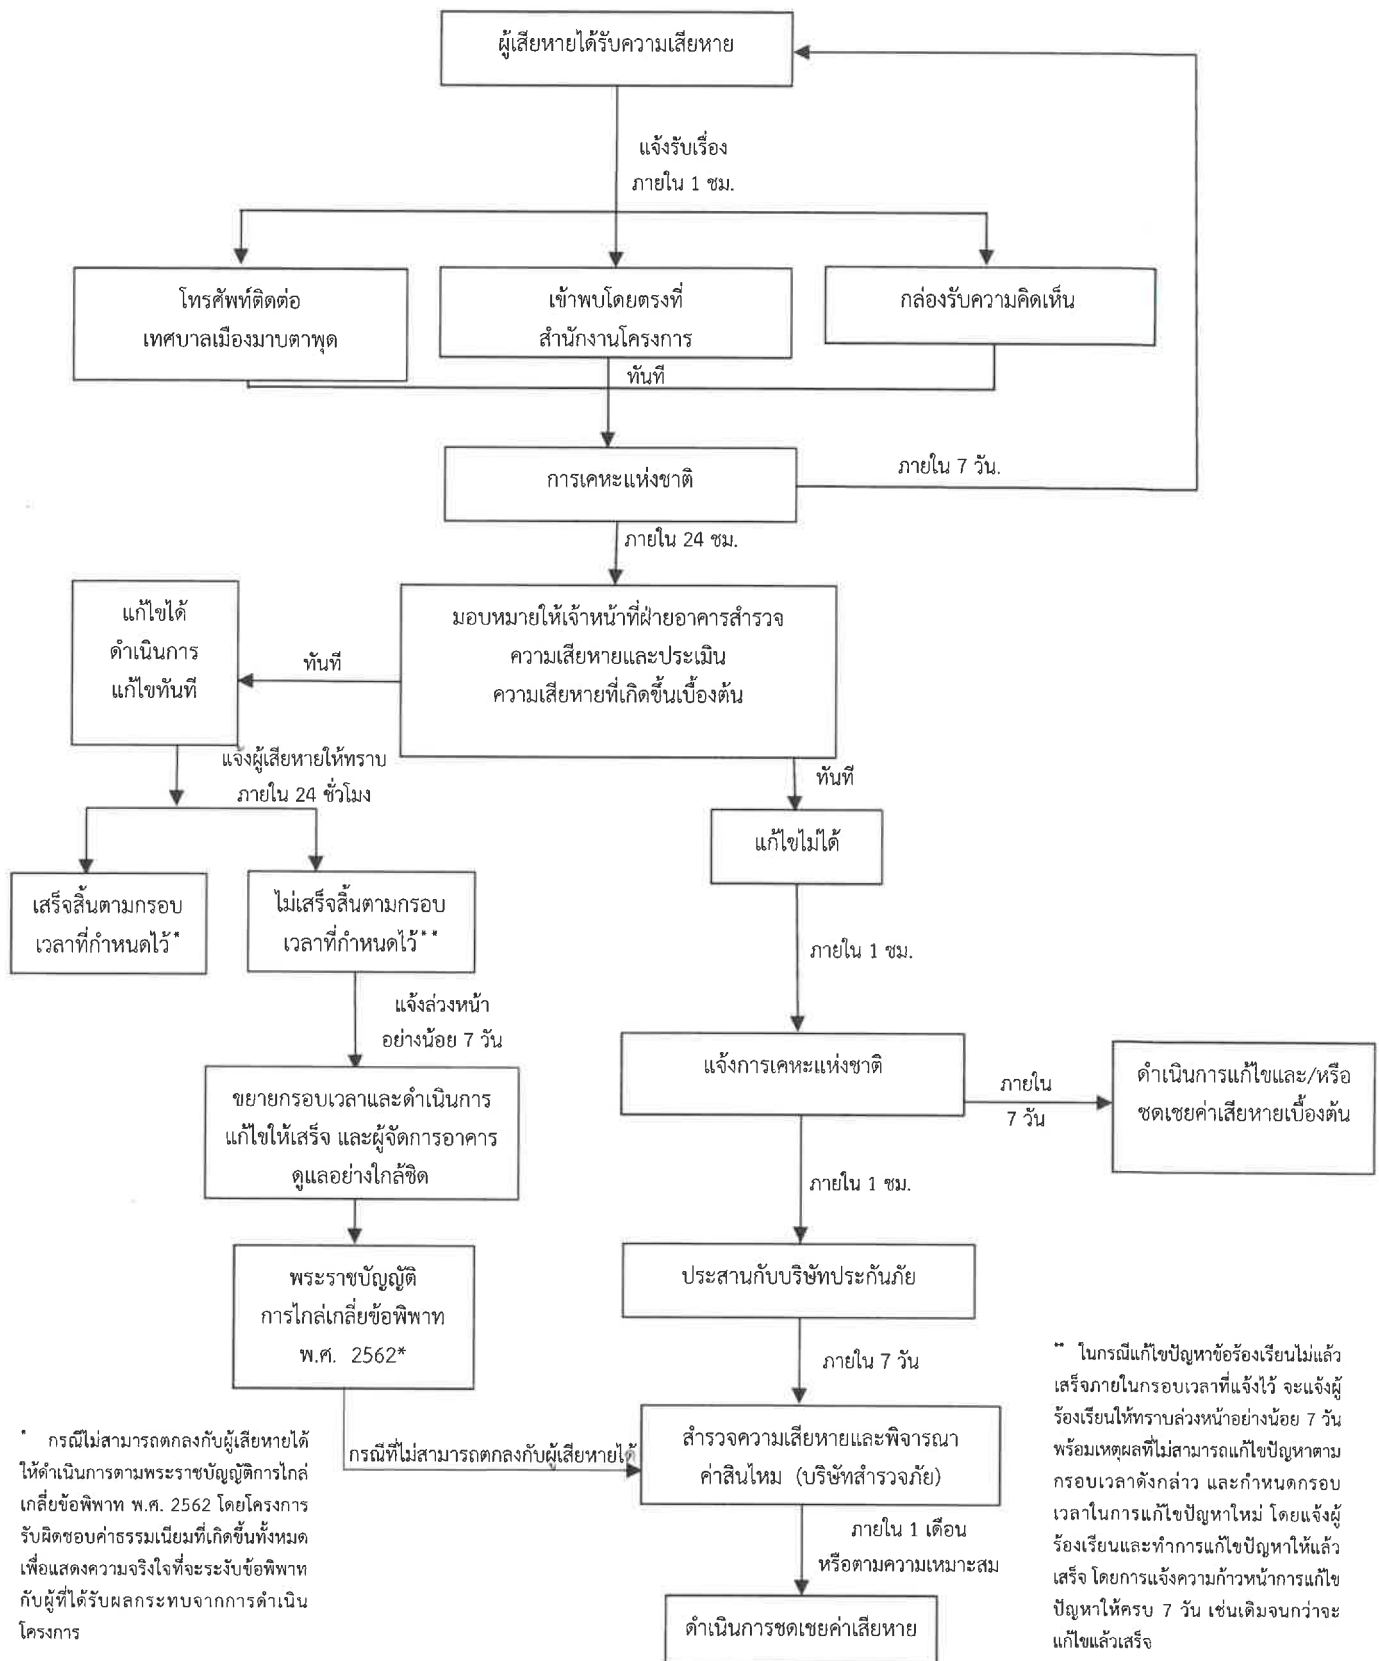 ผู้เสียหายได้รับความเสียหาย
แจ้งรับเรื่อง
ภายใน 1 ชม.
โทรศัพท์ติดต่อ
เทศบาลเมืองมาบตาพุด
เข้าพบโดยตรงที่
สำนักงานโครงการ
กล่องรับความคิดเห็น
ทันที
การเคหะแห่งชาติ
ภายใน 7 วัน.
ภายใน 24 ชม.
แก้ไขได้
ดำเนินการ
แก้ไขทันที
ทันที
มอบหมายให้เจ้าหน้าที่ฝ่ายอาคารสำรวจ
ความเสียหายและประเมิน
ความเสียหายที่เกิดขึ้นเบื้องต้น
แจ้งผู้เสียหายให้ทราบ
ภายใน 24 ชั่วโมง
ทันที
แก้ไขไม่ได้
เสร็จสิ้นตามกรอบ
เวลาที่กำหนดไว้*
ไม่เสร็จสิ้นตามกรอบ
เวลาที่กำหนดไว้**
ภายใน 1 ชม.
แจ้งล่วงหน้า
อย่างน้อย 7 วัน
แจ้งการเคหะแห่งชาติ
ภายใน
7 วัน
ดำเนินการแก้ไขและ/หรือ
ชดเชยค่าเสียหายเบื้องต้น
ขยายกรอบเวลาและดำเนินการ
แก้ไขให้เสร็จ และผู้จัดการอาคาร
ดูแลอย่างใกล้ชิด
ภายใน 1 ชม.
พระราชบัญญัติ
การไกล่เกลี่ยข้อพิพาท
พ.ศ. 2562*
ประสานกับบริษัทประกันภัย
ภายใน 7 วัน
กรณีที่ไม่สามารถตกลงกับผู้เสียหายได้
สำรวจความเสียหายและพิจารณา
ค่าสินไหม (บริษัทสำรวจภัย)
ภายใน 1 เดือน
หรือตามความเหมาะสม
ดำเนินการชดเชยค่าเสียหาย
* กรณีไม่สามารถตกลงกับผู้เสียหายได้
ให้ดำเนินการตามพระราชบัญญัติการไกล่
เกลี่ยข้อพิพาท พ.ศ. 2562 โดยโครงการ
รับผิดชอบค่าธรรมเนียมที่เกิดขึ้นทั้งหมด
เพื่อแสดงความจริงใจที่จะระงับข้อพิพาท
กับผู้ที่ได้รับผลกระทบจากการดำเนิน
โครงการ
** ในกรณีแก้ไขปัญหาข้อร้องเรียนไม่แล้ว
เสร็จภายในกรอบเวลาที่แจ้งไว้ จะแจ้งผู้
ร้องเรียนให้ทราบล่วงหน้าอย่างน้อย 7 วัน
พร้อมเหตุผลที่ไม่สามารถแก้ไขปัญหาตาม
กรอบเวลาดังกล่าว และกำหนดกรอบ
เวลาในการแก้ไขปัญหาใหม่ โดยแจ้งผู้
ร้องเรียนและทำการแก้ไขปัญหาให้แล้ว
เสร็จ โดยการแจ้งความก้าวหน้าการแก้ไข
ปัญหาให้ครบ 7 วัน เช่นเดิมจนกว่าจะ
แก้ไขแล้วเสร็จ